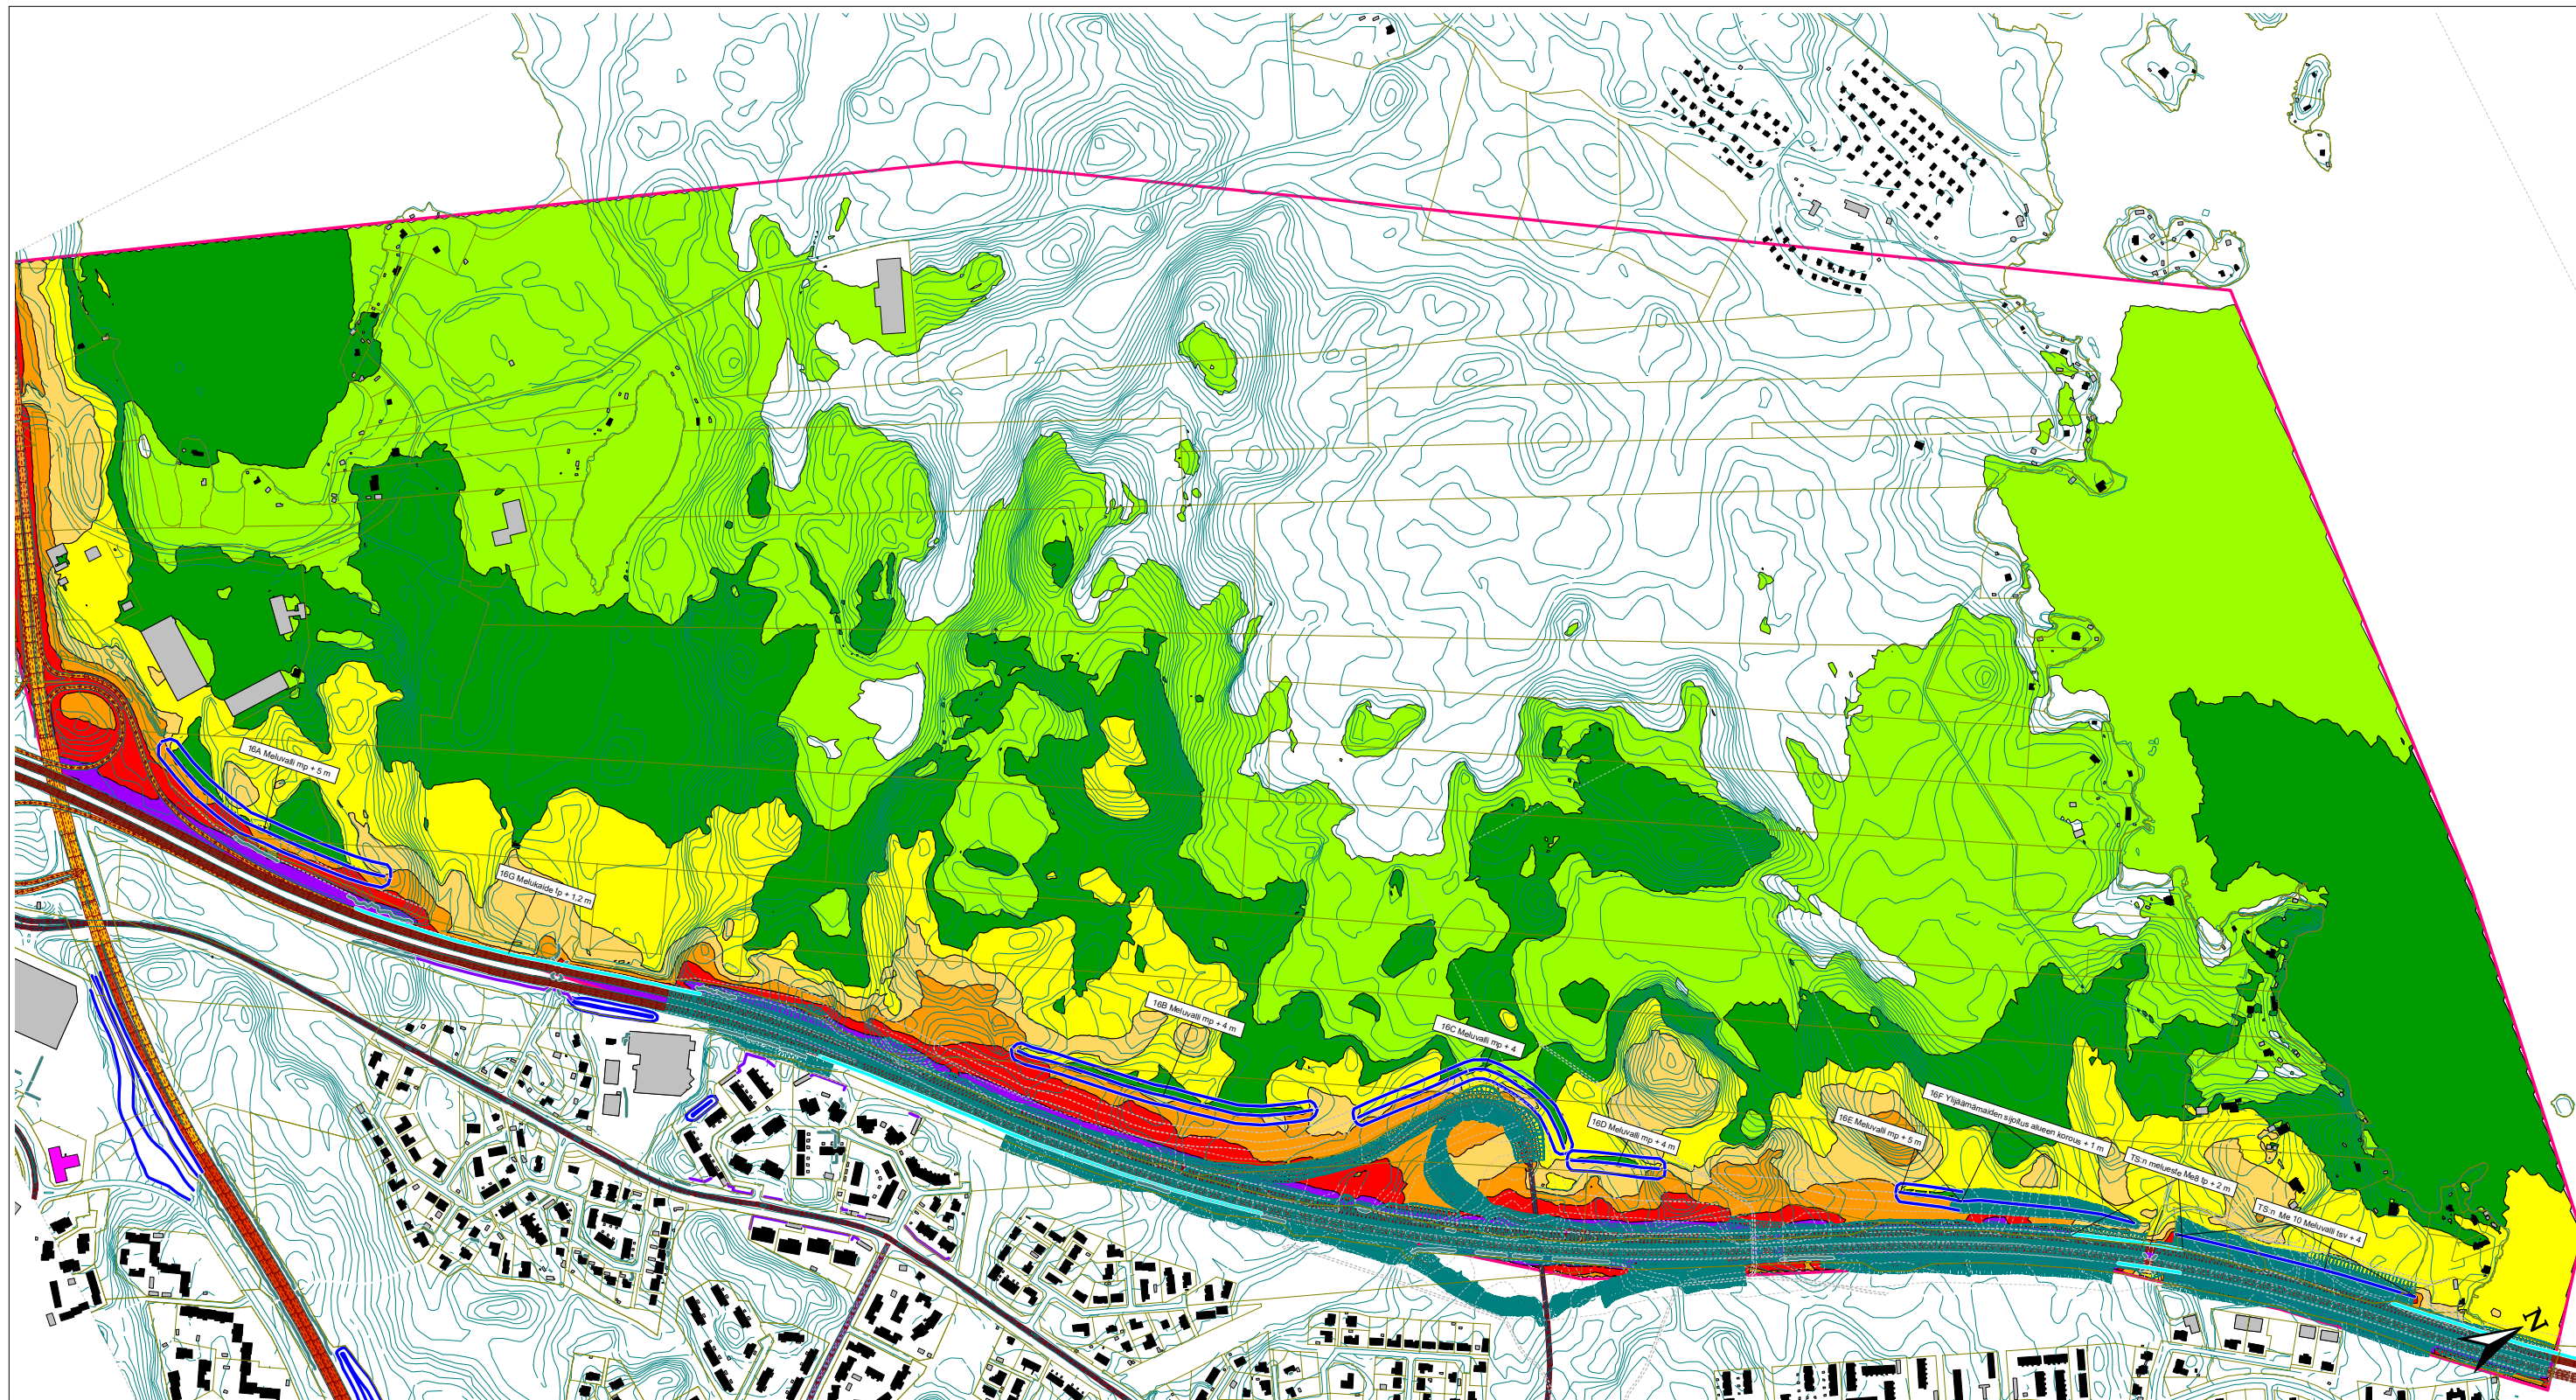 16A Meluvalli mp + 5 m
16G Melukaide tp + 1,2 m
16B Meluvalli mp + 4 m
16C Meluvalli mp + 4
16D Meluvalli mp + 4 m
16E Meluvalli mp + 5 m
16F Ylijäämämaiden sijoitus alueen korous + 1 m
TS:n melueste Me8 tp + 2 m
TS:n Me 10 Meluvalli tsv + 4
N